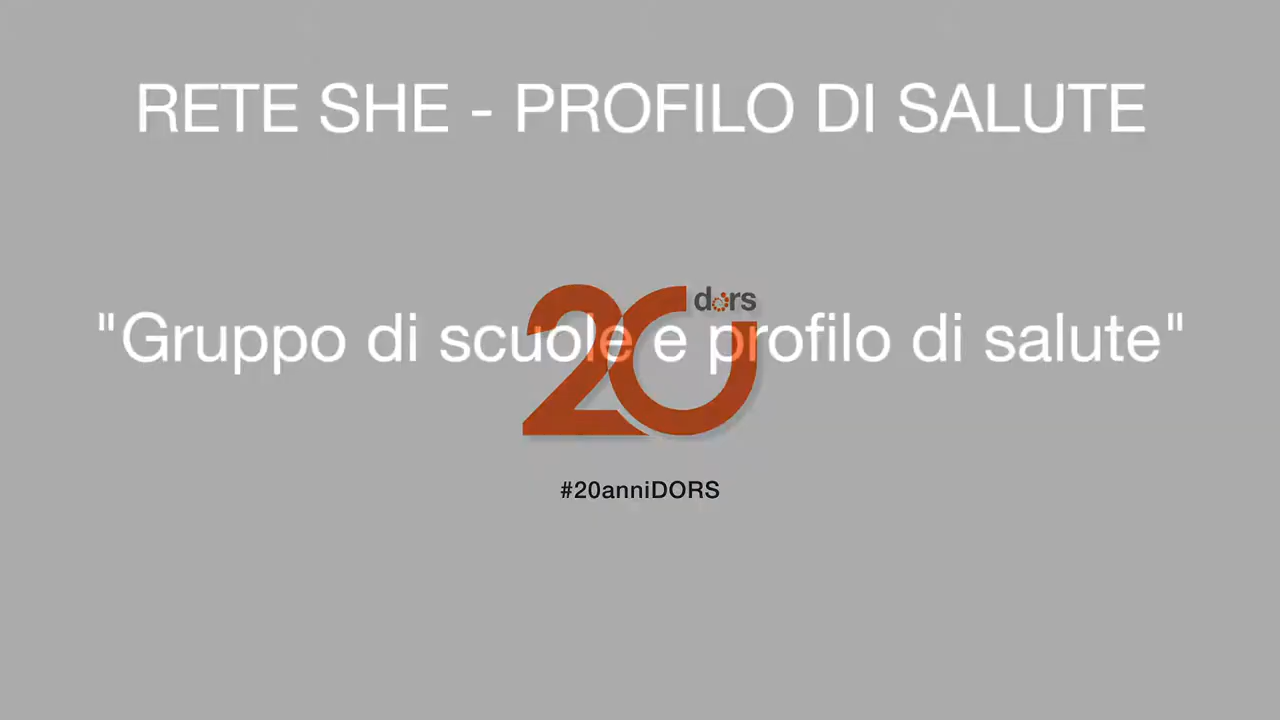 RETE SHE - PROFILO DI SALUTE
"Gruppo di scuole e profilo di salute"
20 dors
#20anniDORS